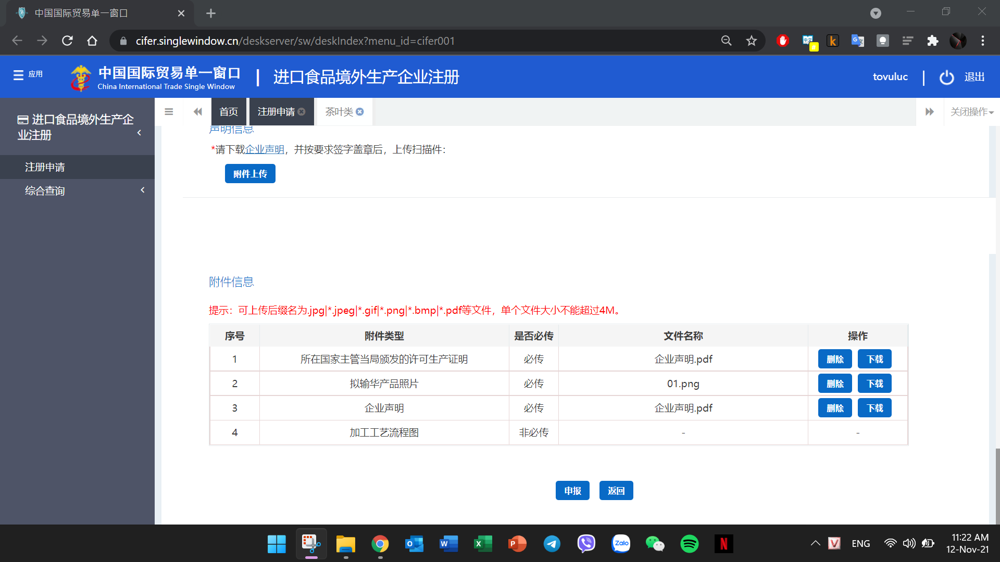 中国国际贸易单一窗口
cifer.singlewindow.cn/deskserver/sw/deskIndex?menu_id=cifer001
应用
中国国际贸易单一窗口
China International Trade Single Window
进口食品境外生产企业注册
tovuluc
退出
进口食品境外生产企
业注册
注册申请
综合查询
首页
注册申请
茶叶类
关闭操作
声明信息
*请下载企业声明，并按要求签字盖章后，上传扫描件：
附件上传
附件信息
提示：可上传后缀名为.jpg|*.jpeg|*.gif|*.png|*.bmp|*.pdf等文件，单个文件大小不能超过4M。
序号 附件类型 是否必传 文件名称 操作
1 所在国家主管当局颁发的许可生产证明 必传 企业声明.pdf 删除 下载
2 拟输华产品照片 必传 01.png 删除 下载
3 企业声明 必传 企业声明.pdf 删除 下载
4 加工工艺流程图 非必传 - -
申报 返回
Zalo
ENG
11:22 AM
12-Nov-21